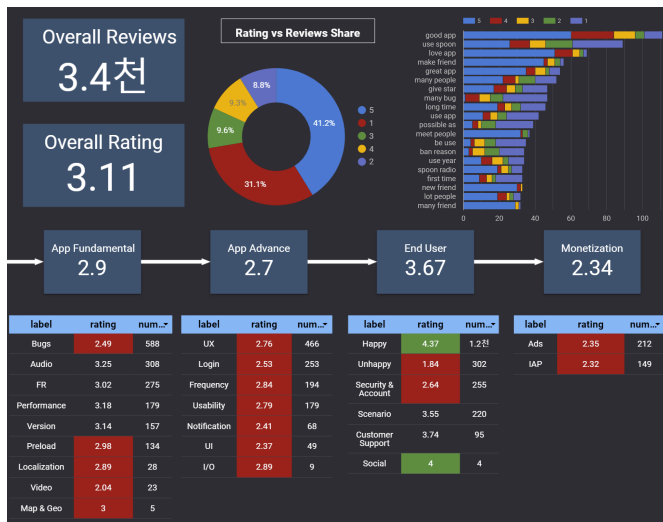 Overall Reviews
3.4천
Overall Rating
3.11
Rating vs Reviews Share
8.8%
9.3%
9.6%
41.2%
31.1%
5
1
3
4
2
5 4 3 2 1
good app
use spoon
love app
make friend
great app
many people
give star
many bug
long time
use app
possible as
meet people
be use
ban reason
use year
spoon radio
first time
new friend
lot people
many friend
0 20 40 60 80 100
App Fundamental
2.9
App Advance
2.7
End User
3.67
Monetization
2.34
label rating num...
Bugs 2.49 588
Audio 3.25 308
FR 3.02 275
Performance 3.18 179
Version 3.14 157
Preload 2.98 134
Localization 2.89 28
Video 2.04 23
Map & Geo 3 5
label rating num...
UX 2.76 466
Login 2.53 253
Frequency 2.84 194
Usability 2.79 179
Notification 2.41 68
UI 2.37 49
I/O 2.89 9
label rating num...
Happy 4.37 1.2천
Unhappy 1.84 302
Security &
Account 2.64 255
Scenario 3.55 220
Customer
Support 3.74 95
Social 4 4
label rating num...
Ads 2.35 212
IAP 2.32 149